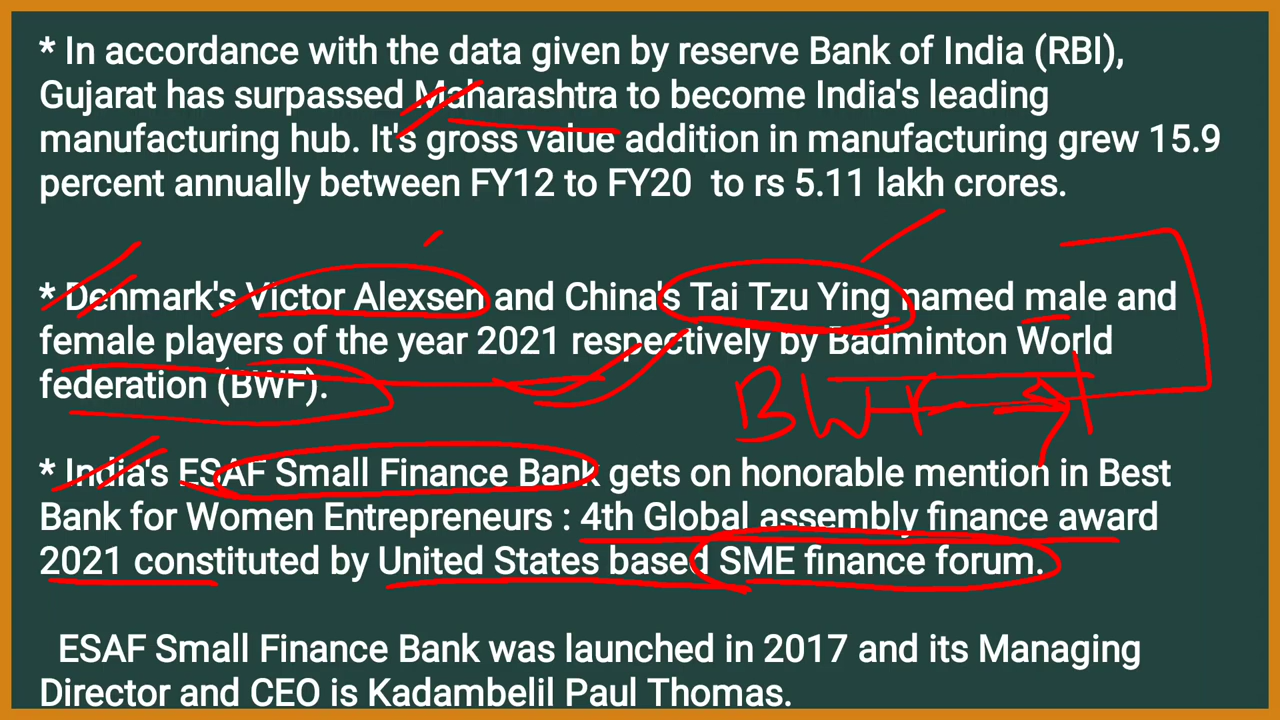 * In accordance with the data given by reserve Bank of India (RBI),
Gujarat has surpassed Maharashtra to become India's leading
manufacturing hub. It's gross value addition in manufacturing grew 15.9
percent annually between FY12 to FY20 to rs 5.11 lakh crores.
* Denmark's Victor Alexsen and China's Tai Tzu Ying named male and
female players of the year 2021 respectively by Badminton World
federation (BWF).
BWF
* India's ESAF Small Finance Bank gets on honorable mention in Best
Bank for Women Entrepreneurs : 4th Global assembly finance award
2021 constituted by United States based SME finance forum.
ESAF Small Finance Bank was launched in 2017 and its Managing
Director and CEO is Kadambelil Paul Thomas.